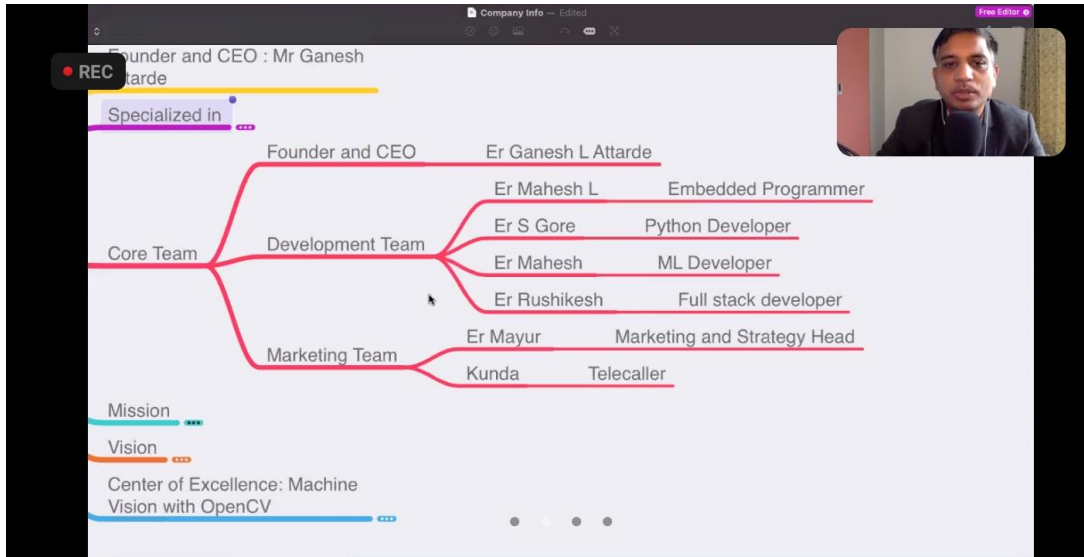 Company Info — Edited
Free Editor
REC
Founder and CEO : Mr Ganesh
Attarde
Specialized in
Founder and CEO
Er Ganesh L Attarde
Er Mahesh L
Embedded Programmer
Er S Gore
Python Developer
Core Team
Development Team
Er Mahesh
ML Developer
Er Rushikesh
Full stack developer
Er Mayur
Marketing and Strategy Head
Marketing Team
Kunda
Telecaller
Mission
Vision
Center of Excellence: Machine
Vision with OpenCV